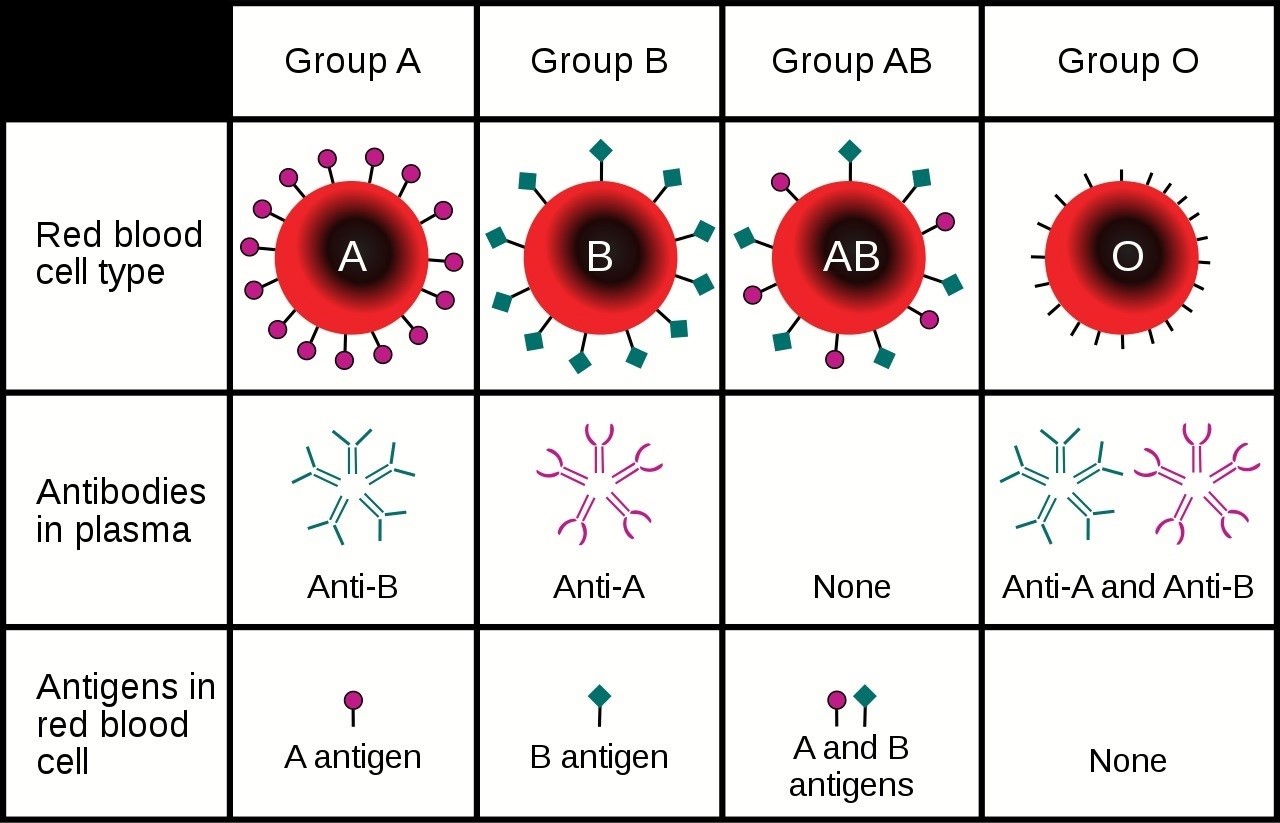 Group A
Group B
Group AB
Group O
Red blood
cell type
A
B
AB
O
Antibodies
in plasma
Anti-B
Anti-A
None
Anti-A and Anti-B
Antigens in
red blood
cell
A antigen
B antigen
A and B
antigens
None